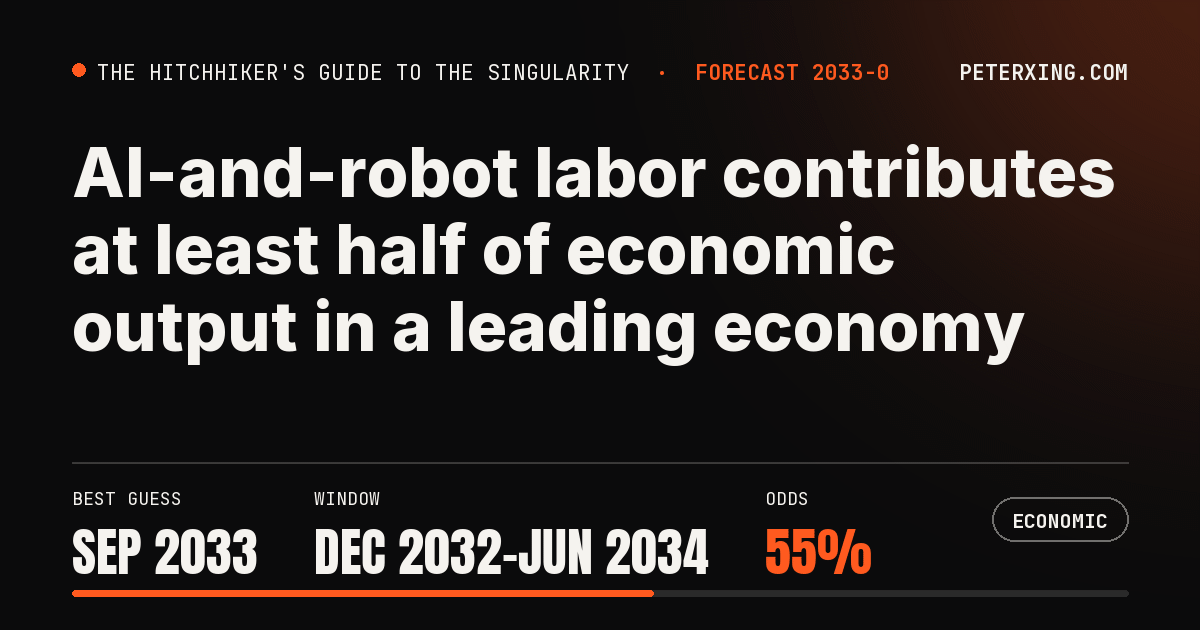 THE HITCHHIKER'S GUIDE TO THE SINGULARITY · FORECAST 2033-0 PETERXING.COM
AI-and-robot labor contributes
at least half of economic
output in a leading economy
BEST GUESS WINDOW ODDS
SEP 2033 DEC 2032-JUN 2034 55%
ECONOMIC